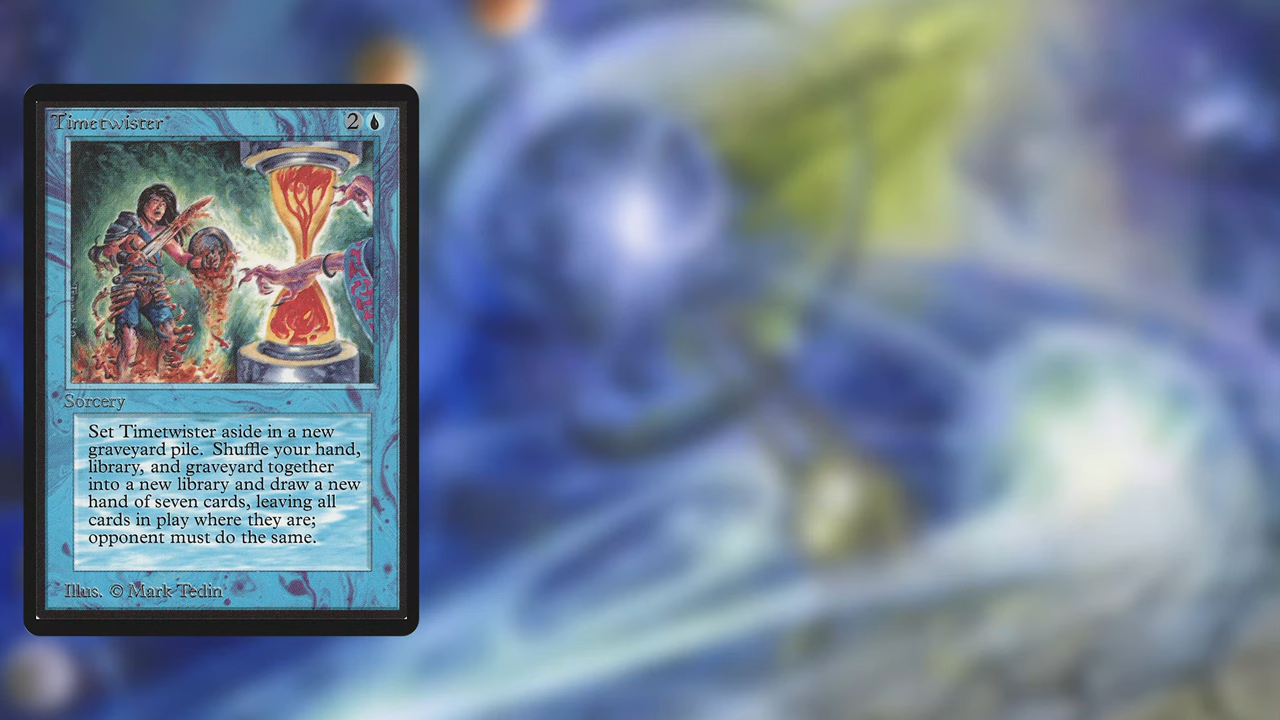 Timetwister 2
Sorcery
Set Timetwister aside in a new
graveyard pile. Shuffle your hand,
library, and graveyard together
into a new library and draw a new
hand of seven cards, leaving all
cards in play where they are;
opponent must do the same.
Illus. © Mark Tedin